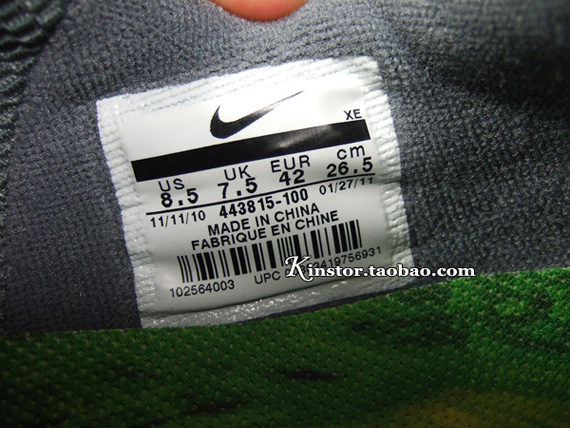 XE
US UK EUR cm
8.5 7.5 42 26.5
11/11/10 443815-100 01/27/11
MADE IN CHINA
FABRIQUE EN CHINE
102564003 UPC
Kinstor.taobao.com